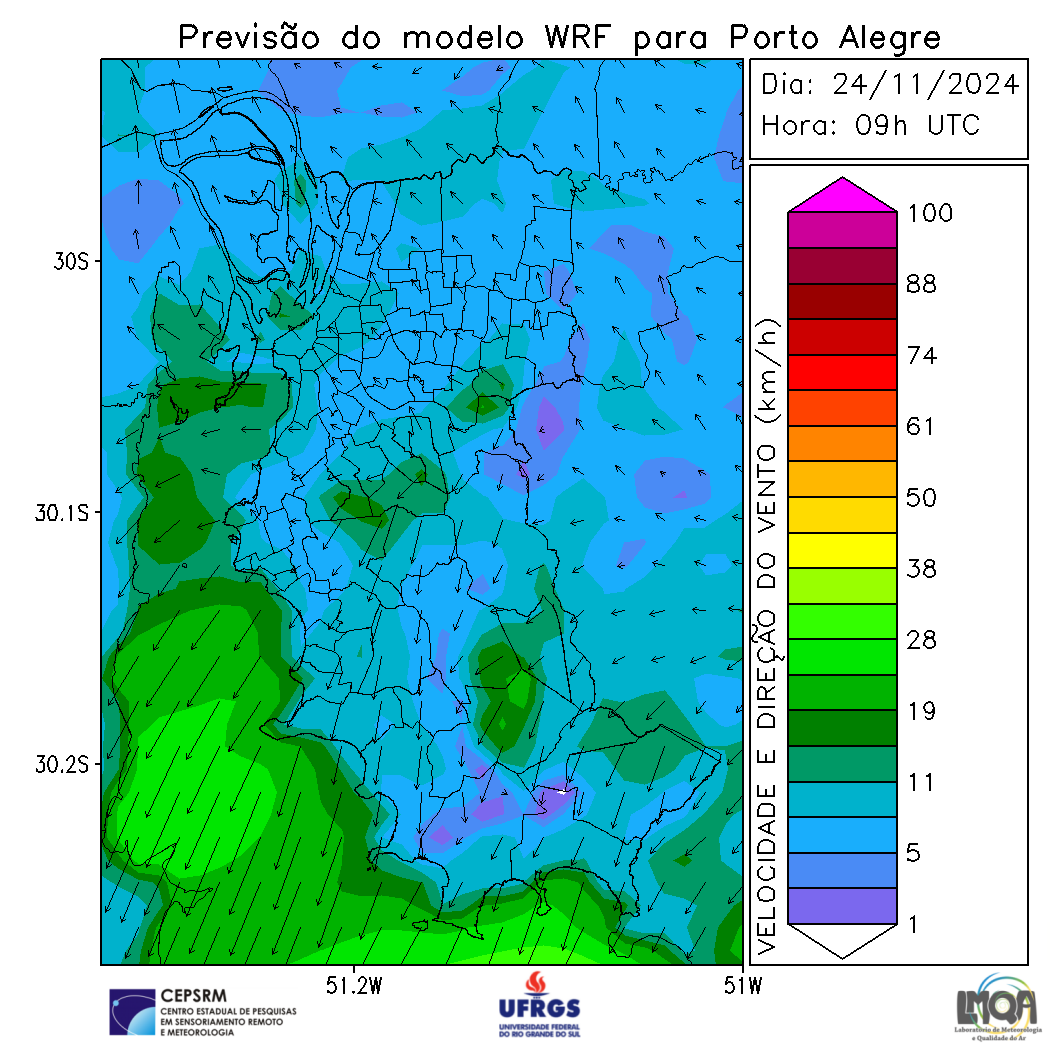 Previsão do modelo WRF para Porto Alegre
Dia: 24/11/2024
Hora: 09h UTC
30S
30.1S
30.2S
51.2W
51W
VELOCIDADE E DIREÇÃO DO VENTO (km/h)
100
88
74
61
50
38
28
19
11
5
1
CEPSRM
CENTRO ESTADUAL DE PESQUISAS
EM SENSORIAMENTO REMOTO
E METEOROLOGIA
UFRGS
UNIVERSIDADE FEDERAL
DO RIO GRANDE DO SUL
LMQA
Laboratório de Meteorologia
e Qualidade do Ar